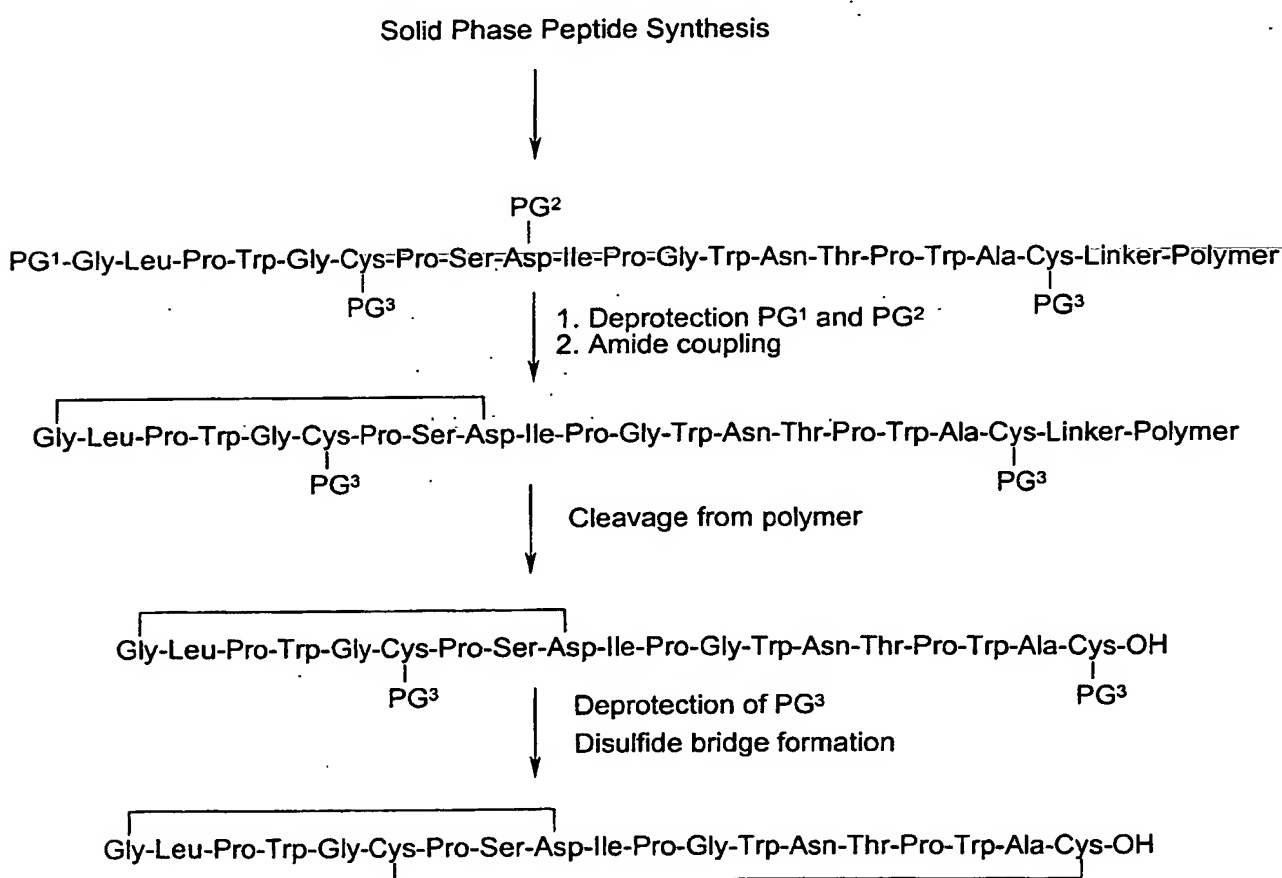 Solid Phase Peptide Synthesis
PG²
PG¹-Gly-Leu-Pro-Trp-Gly-Cys-Pro-Ser-Asp-Ile-Pro-Gly-Trp-Asn-Thr-Pro-Trp-Ala-Cys-Linker-Polymer
PG³ PG³
1. Deprotection PG¹ and PG²
2. Amide coupling
Gly-Leu-Pro-Trp-Gly-Cys-Pro-Ser-Asp-Ile-Pro-Gly-Trp-Asn-Thr-Pro-Trp-Ala-Cys-Linker-Polymer
PG³ PG³
Cleavage from polymer
Gly-Leu-Pro-Trp-Gly-Cys-Pro-Ser-Asp-Ile-Pro-Gly-Trp-Asn-Thr-Pro-Trp-Ala-Cys-OH
PG³ PG³
Deprotection of PG³
Disulfide bridge formation
Gly-Leu-Pro-Trp-Gly-Cys-Pro-Ser-Asp-Ile-Pro-Gly-Trp-Asn-Thr-Pro-Trp-Ala-Cys-OH